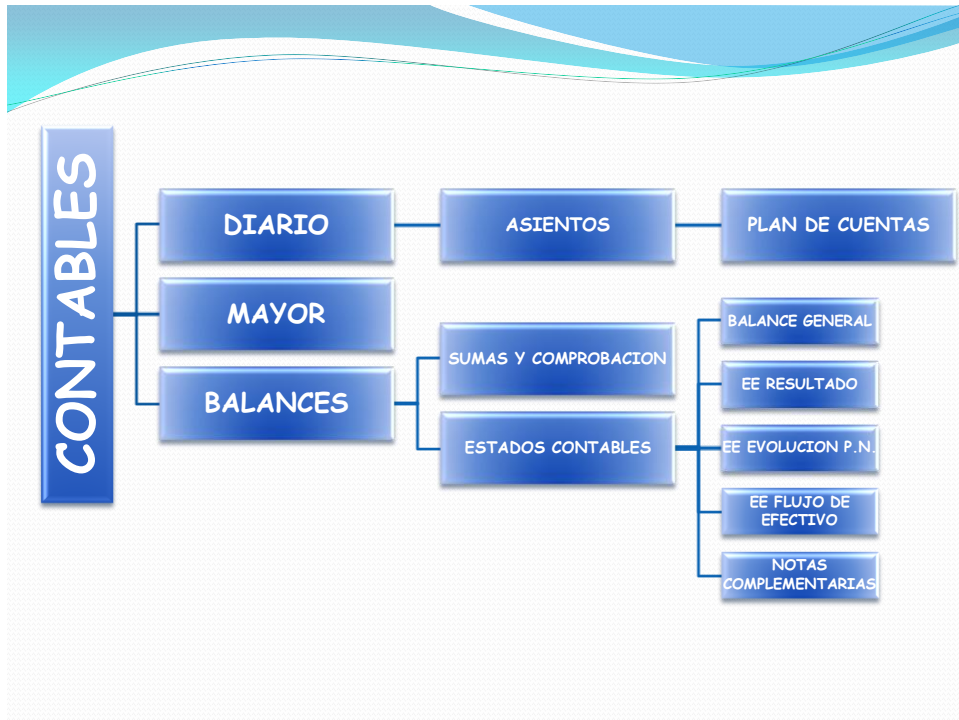 CONTABLES
DIARIO
ASIENTOS
PLAN DE CUENTAS
MAYOR
BALANCES
SUMAS Y COMPROBACION
ESTADOS CONTABLES
BALANCE GENERAL
EE RESULTADO
EE EVOLUCION P.N.
EE FLUJO DE
EFECTIVO
NOTAS
COMPLEMENTARIAS